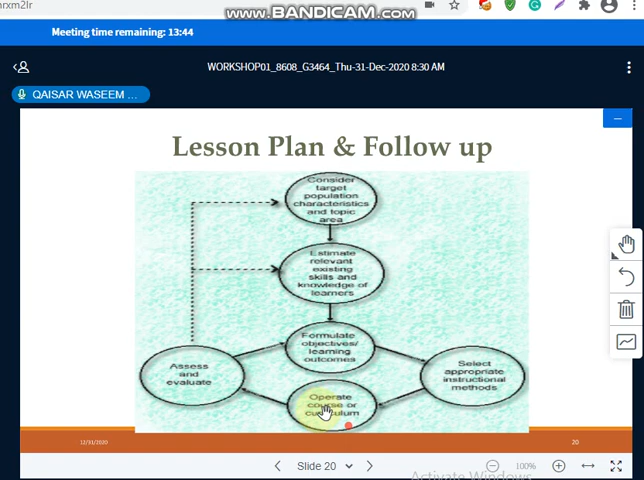 nrxm2lr
www.BANDICAM.com
Meeting time remaining: 13:44
WORKSHOP01_8608_G3464_Thu-31-Dec-2020 8:30 AM
QAISAR WASEEM ...
Lesson Plan & Follow up
Consider
target
population
characteristics
and topic
area
Estimate
relevant
existing
skills and
knowledge of
learners
Formulate
objectives/
learning
outcomes
Assess
and
evaluate
Select
appropriate
instructional
methods
Operate
course or
curriculum
12/31/2020
20
Slide 20
100%
Activate Windows